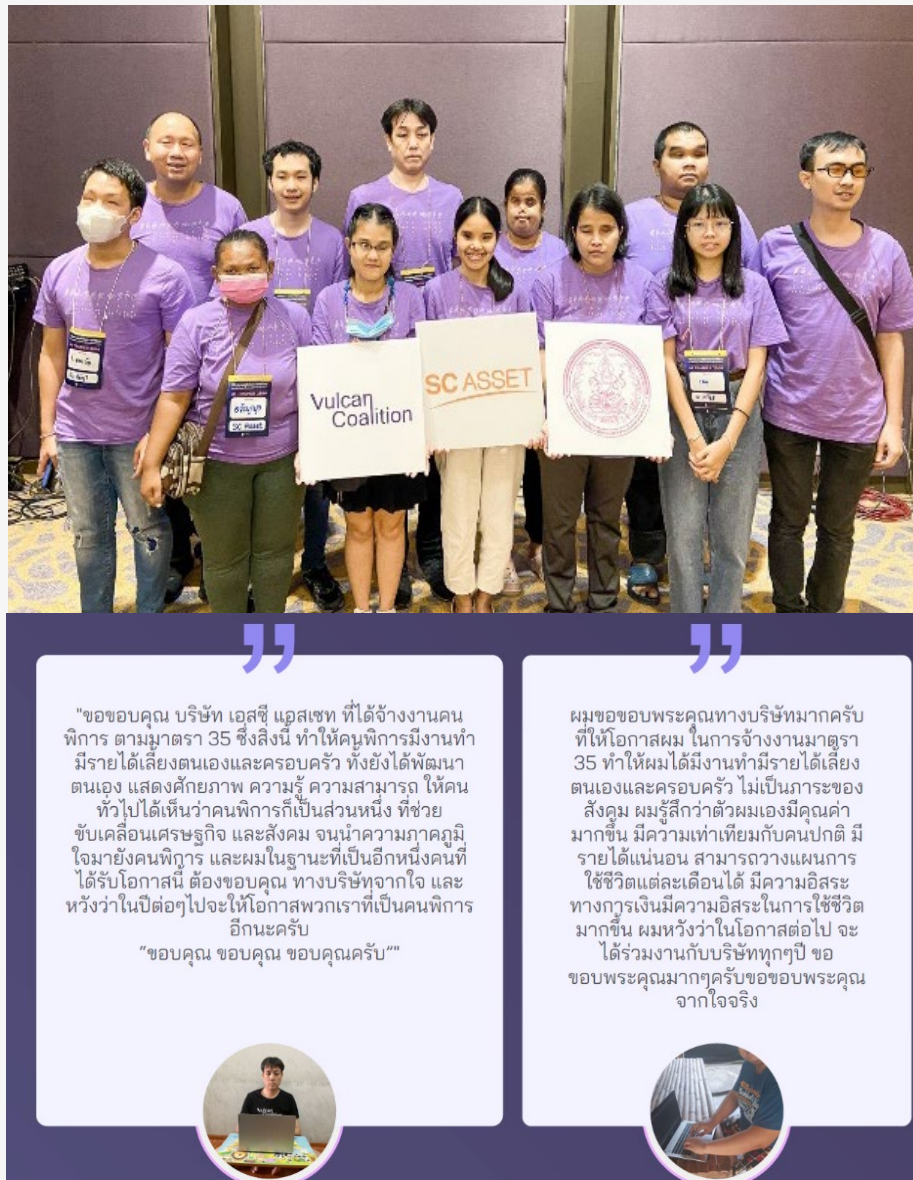 Vulcan
Coalition
SC ASSET
อรัญญา
SC Asset
"ขอขอบคุณ บริษัท เอสซี แอสเซท ที่ได้จ้างงานคน
พิการ ตามมาตรา 35 ซึ่งสิ่งนี้ ทำให้คนพิการมีงานทำ
มีรายได้เลี้ยงตนเองและครอบครัว ทั้งยังได้พัฒนา
ตนเอง แสดงศักยภาพ ความรู้ ความสามารถ ให้คน
ทั่วไปได้เห็นว่าคนพิการก็เป็นส่วนหนึ่ง ที่ช่วย
ขับเคลื่อนเศรษฐกิจ และสังคม จนนำความภาคภูมิ
ใจมายังคนพิการ และผมในฐานะที่เป็นอีกหนึ่งคนที่
ได้รับโอกาสนี้ ต้องขอบคุณ ทางบริษัทจากใจ และ
หวังว่าในปีต่อๆไปจะให้โอกาสพวกเราที่เป็นคนพิการ
อีกนะครับ
"ขอบคุณ ขอบคุณ ขอบคุณครับ""
ผมขอขอบพระคุณทางบริษัทมากครับ
ที่ให้โอกาสผม ในการจ้างงานมาตรา
35 ทำให้ผมได้มีงานทำมีรายได้เลี้ยง
ตนเองและครอบครัว ไม่เป็นภาระของ
สังคม ผมรู้สึกว่าตัวผมเองมีคุณค่า
มากขึ้น มีความเท่าเทียมกับคนปกติ มี
รายได้แน่นอน สามารถวางแผนการ
ใช้ชีวิตแต่ละเดือนได้ มีความอิสระ
ทางการเงินมีความอิสระในการใช้ชีวิต
มากขึ้น ผมหวังว่าในโอกาสต่อไป จะ
ได้ร่วมงานกับบริษัททุกๆปี ขอ
ขอบพระคุณมากๆครับขอขอบพระคุณ
จากใจจริง